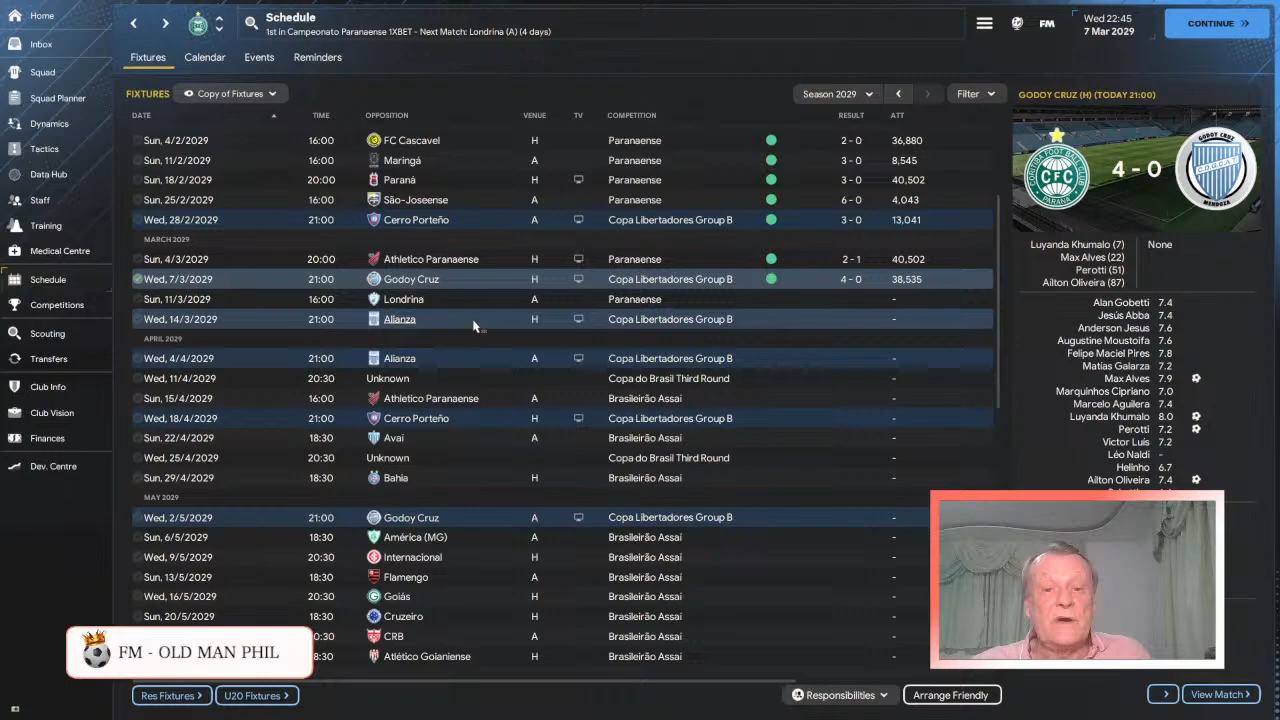 Home
Inbox
Squad
Squad Planner
Dynamics
Tactics
Data Hub
Staff
Training
Medical Centre
Schedule
Competitions
Scouting
Transfers
Club Info
Club Vision
Finances
Dev. Centre
Schedule
1st in Campeonato Paranaense 1XBET - Next Match: Londrina (A) (4 days)
FM
Wed 22:45
7 Mar 2029
CONTINUE
Fixtures Calendar Events Reminders
FIXTURES Copy of Fixtures Season 2029 Filter
DATE TIME OPPOSITION VENUE TV COMPETITION RESULT ATT
Sun, 4/2/2029 16:00 FC Cascavel H Paranaense 2 - 0 36,880
Sun, 11/2/2029 16:00 Maringá A Paranaense 3 - 0 8,545
Sun, 18/2/2029 20:00 Paraná H Paranaense 3 - 0 40,502
Sun, 25/2/2029 16:00 São-Joseense A Paranaense 6 - 0 4,043
Wed, 28/2/2029 21:00 Cerro Porteño A Copa Libertadores Group B 3 - 0 13,041
MARCH 2029
Sun, 4/3/2029 20:00 Athletico Paranaense H Paranaense 2 - 1 40,502
Wed, 7/3/2029 21:00 Godoy Cruz H Copa Libertadores Group B 4 - 0 38,535
Sun, 11/3/2029 16:00 Londrina A Paranaense -
Wed, 14/3/2029 21:00 Alianza H Copa Libertadores Group B -
APRIL 2029
Wed, 4/4/2029 21:00 Alianza A Copa Libertadores Group B -
Wed, 11/4/2029 20:30 Unknown Copa do Brasil Third Round -
Sun, 15/4/2029 16:00 Athletico Paranaense A Brasileirão Assaí -
Wed, 18/4/2029 21:00 Cerro Porteño H Copa Libertadores Group B -
Sun, 22/4/2029 18:30 Avaí A Brasileirão Assaí -
Wed, 25/4/2029 20:30 Unknown Copa do Brasil Third Round -
Sun, 29/4/2029 18:30 Bahia H Brasileirão Assaí -
MAY 2029
Wed, 2/5/2029 21:00 Godoy Cruz A Copa Libertadores Group B -
Sun, 6/5/2029 18:30 América (MG) A Brasileirão Assaí -
Wed, 9/5/2029 20:30 Internacional H Brasileirão Assaí -
Sun, 13/5/2029 18:30 Flamengo A Brasileirão Assaí -
Wed, 16/5/2029 20:30 Goiás H Brasileirão Assaí -
Sun, 20/5/2029 18:30 Cruzeiro H Brasileirão Assaí -
0:30 CRB A Brasileirão Assaí -
18:30 Atlético Goianiense H Brasileirão Assaí -
GODOY CRUZ (H) (TODAY 21:00)
CORITIBA FOOT BALL CLUB
CFC
PARANÁ
4 - 0
GODOY CRUZ
MENDOZA
Luyanda Khumalo (7) None
Max Alves (22)
Perotti (51)
Ailton Oliveira (87)
Alan Gobetti 7.4
Jesús Abba 7.4
Anderson Jesus 7.6
Augustine Moustoifa 7.6
Felipe Maciel Pires 7.8
Matías Galarza 7.2
Max Alves 7.9
Marquinhos Cipriano 7.0
Marcelo Aguilera 7.4
Luyanda Khumalo 8.0
Perotti 7.2
Victor Luis 7.2
Léo Naldi -
Helinho 6.7
Ailton Oliveira 7.4
FM - OLD MAN PHIL
Res Fixtures U20 Fixtures Responsibilities Arrange Friendly View Match